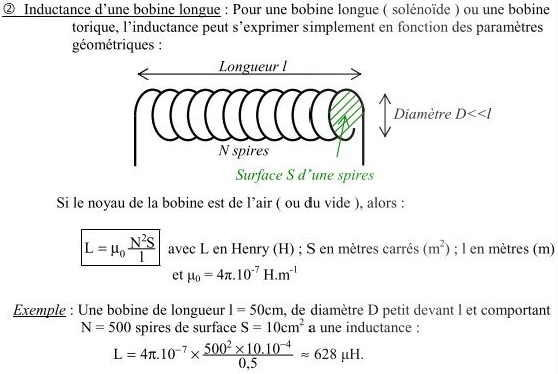 ② Inductance d'une bobine longue : Pour une bobine longue ( solénoïde ) ou une bobine
torique, l'inductance peut s'exprimer simplement en fonction des paramètres
géométriques :
Longueur l
Diamètre D<<l
N spires
Surface S d'une spires
Si le noyau de la bobine est de l'air ( ou du vide ), alors :
L = μ₀ N²S/l avec L en Henry (H) ; S en mètres carrés (m²) ; l en mètres (m)
et μ₀ = 4π.10⁻⁷ H.m⁻¹
Exemple : Une bobine de longueur l = 50cm, de diamètre D petit devant l et comportant
N = 500 spires de surface S = 10cm² a une inductance :
L = 4π.10⁻⁷ × 500² × 10.10⁻⁴ / 0,5 ≈ 628 μH.